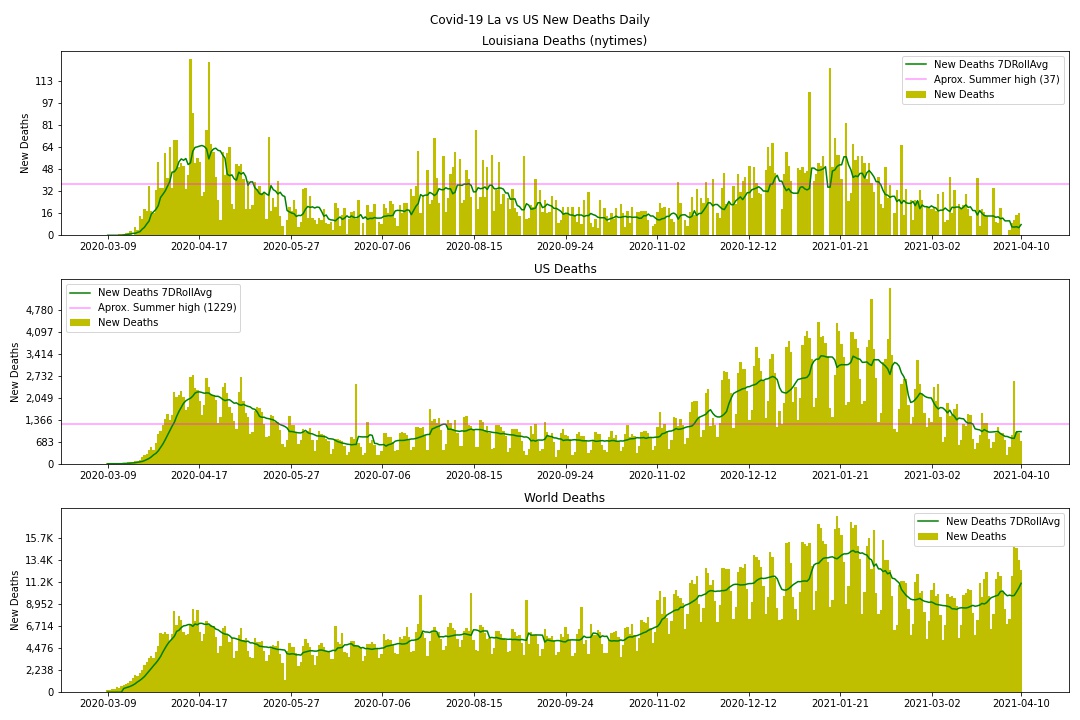 Covid-19 La vs US New Deaths Daily
Louisiana Deaths (nytimes)
New Deaths
113
97
81
64
48
32
16
0
New Deaths 7DRollAvg
Aprox. Summer high (37)
New Deaths
2020-03-09 2020-04-17 2020-05-27 2020-07-06 2020-08-15 2020-09-24 2020-11-02 2020-12-12 2021-01-21 2021-03-02 2021-04-10
US Deaths
New Deaths
4,780
4,097
3,414
2,732
2,049
1,366
683
0
New Deaths 7DRollAvg
Aprox. Summer high (1229)
New Deaths
2020-03-09 2020-04-17 2020-05-27 2020-07-06 2020-08-15 2020-09-24 2020-11-02 2020-12-12 2021-01-21 2021-03-02 2021-04-10
World Deaths
New Deaths
15.7K
13.4K
11.2K
8,952
6,714
4,476
2,238
0
New Deaths 7DRollAvg
New Deaths
2020-03-09 2020-04-17 2020-05-27 2020-07-06 2020-08-15 2020-09-24 2020-11-02 2020-12-12 2021-01-21 2021-03-02 2021-04-10